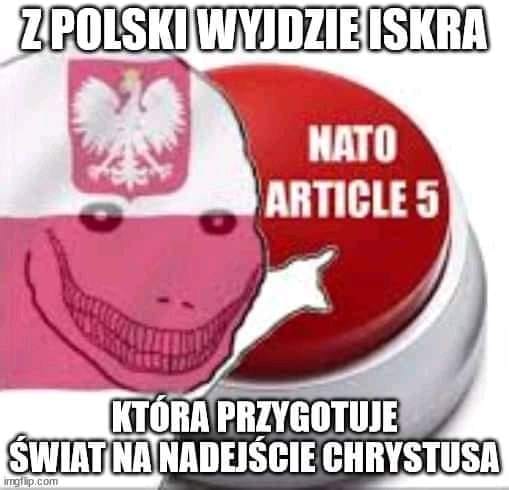 Z POLSKI WYJDZIE ISKRA
NATO
ARTICLE 5
KTÓRA PRZYGOTUJE
ŚWIAT NA NADEJŚCIE CHRYSTUSA
imgflip.com